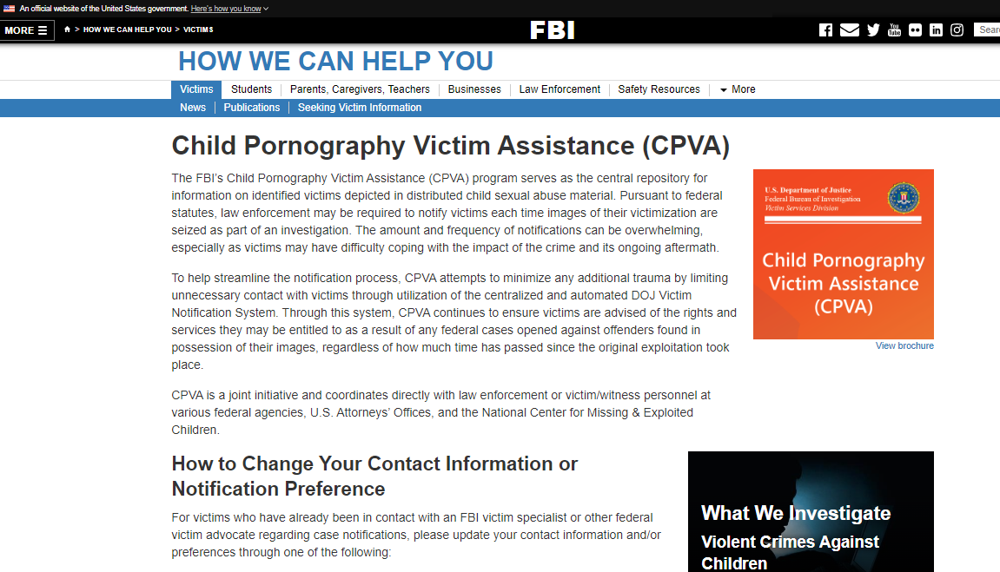 An official website of the United States government. Here's how you know
MORE
> HOW WE CAN HELP YOU > VICTIMS
FBI
You Tube
Sear
HOW WE CAN HELP YOU
Victims Students Parents, Caregivers, Teachers Businesses Law Enforcement Safety Resources More
News Publications Seeking Victim Information
Child Pornography Victim Assistance (CPVA)
The FBI's Child Pornography Victim Assistance (CPVA) program serves as the central repository for
information on identified victims depicted in distributed child sexual abuse material. Pursuant to federal
statutes, law enforcement may be required to notify victims each time images of their victimization are
seized as part of an investigation. The amount and frequency of notifications can be overwhelming,
especially as victims may have difficulty coping with the impact of the crime and its ongoing aftermath.
To help streamline the notification process, CPVA attempts to minimize any additional trauma by limiting
unnecessary contact with victims through utilization of the centralized and automated DOJ Victim
Notification System. Through this system, CPVA continues to ensure victims are advised of the rights and
services they may be entitled to as a result of any federal cases opened against offenders found in
possession of their images, regardless of how much time has passed since the original exploitation took
place.
CPVA is a joint initiative and coordinates directly with law enforcement or victim/witness personnel at
various federal agencies, U.S. Attorneys' Offices, and the National Center for Missing & Exploited
Children.
U.S. Department of Justice
Federal Bureau of Investigation
Victim Services Division
Child Pornography
Victim Assistance
(CPVA)
View brochure
How to Change Your Contact Information or
Notification Preference
For victims who have already been in contact with an FBI victim specialist or other federal
victim advocate regarding case notifications, please update your contact information and/or
preferences through one of the following:
What We Investigate
Violent Crimes Against
Children